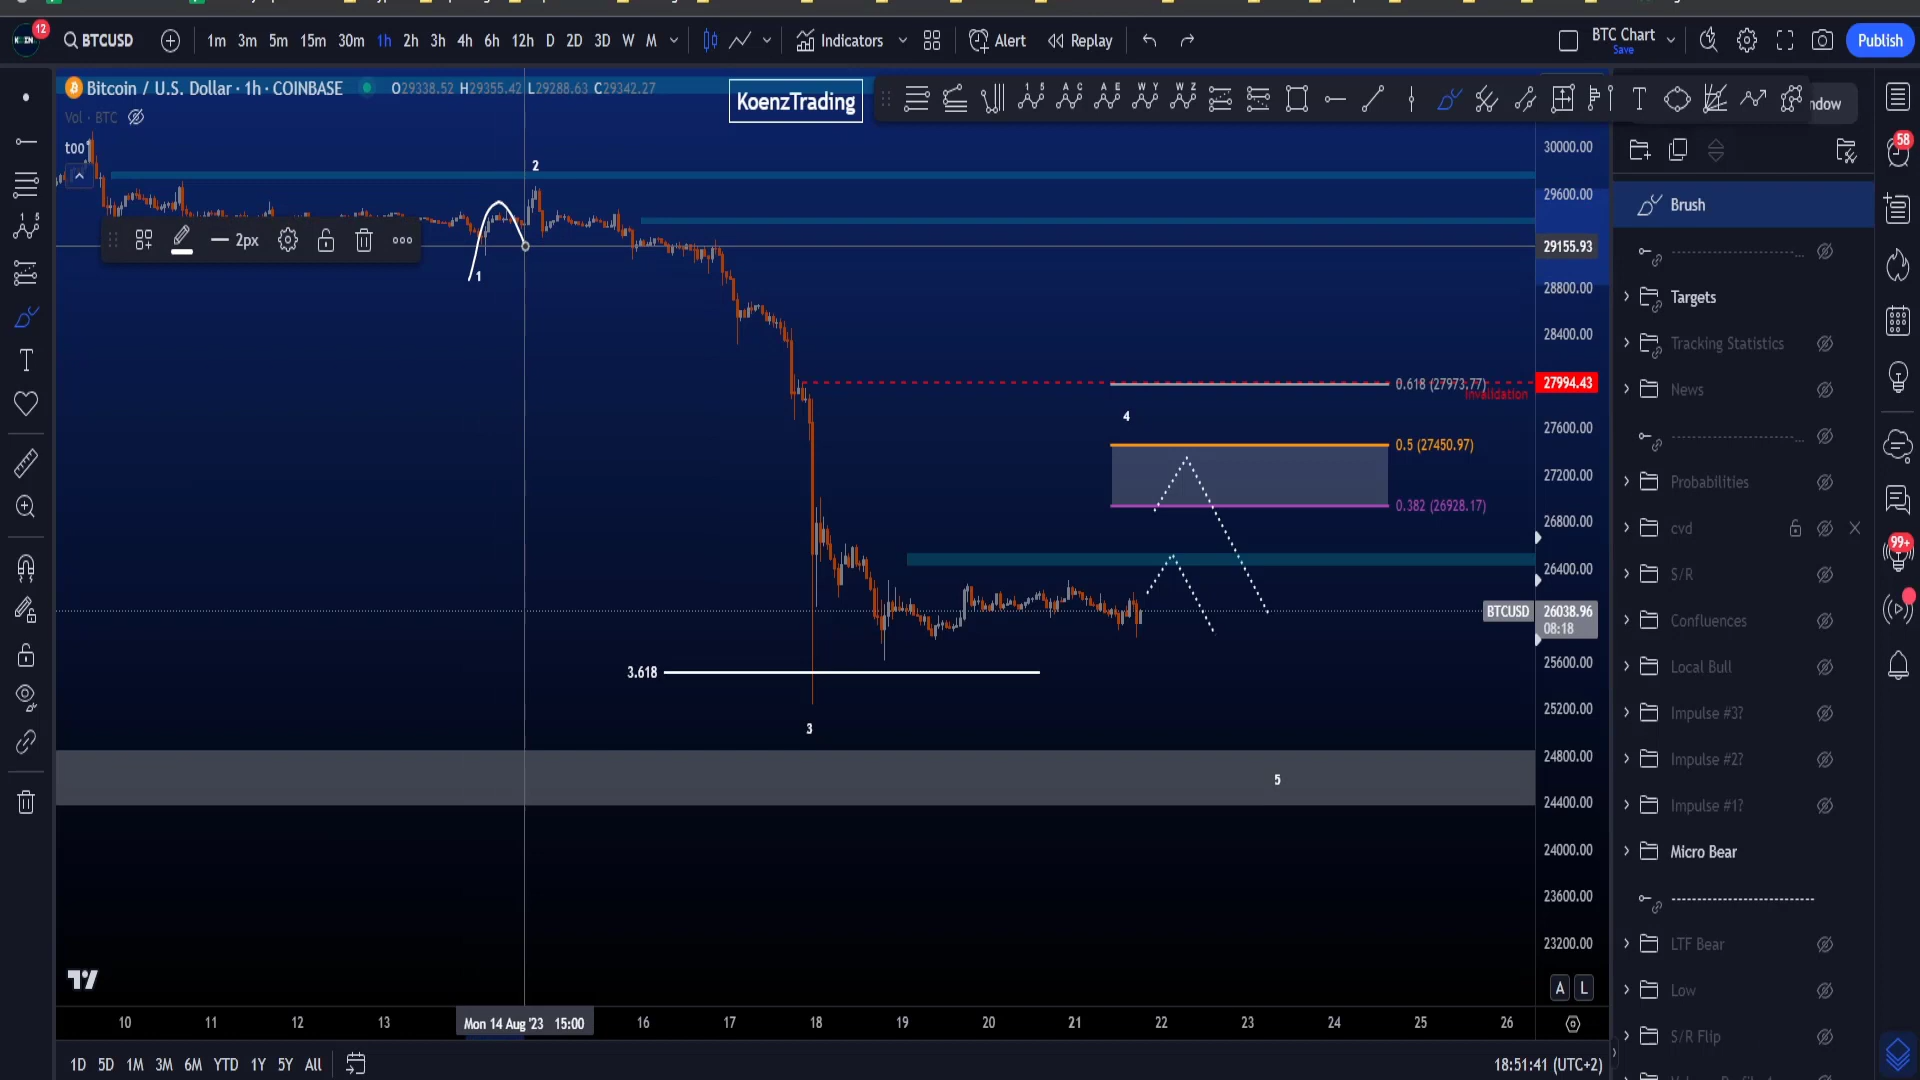 12
BTCUSD
1m 3m 5m 15m 30m 1h 2h 3h 4h 6h 12h D 2D 3D W M
Indicators
Alert
Replay
BTC Chart
Save
Publish
Bitcoin / U.S. Dollar · 1h · COINBASE
O29338.52 H29355.42 L29288.63 C29342.27
Vol · BTC
too
KoenzTrading
ndow
2px
1
2
3
4
5
3.618
0.618 (27973.77)
Invalidation
0.5 (27450.97)
0.382 (26928.17)
30000.00
29600.00
29155.93
28800.00
28400.00
27994.43
27600.00
27200.00
26800.00
26400.00
BTCUSD 26038.96
08:18
25600.00
25200.00
24800.00
24400.00
24000.00
23600.00
23200.00
A L
10 11 12 13 Mon 14 Aug '23 15:00 16 17 18 19 20 21 22 23 24 25 26
1D 5D 1M 3M 6M YTD 1Y 5Y All
18:51:41 (UTC+2)
Brush
Targets
Tracking Statistics
News
Probabilities
cvd
S/R
Confluences
Local Bull
Impulse #3?
Impulse #2?
Impulse #1?
Micro Bear
LTF Bear
Low
S/R Flip
58
99+